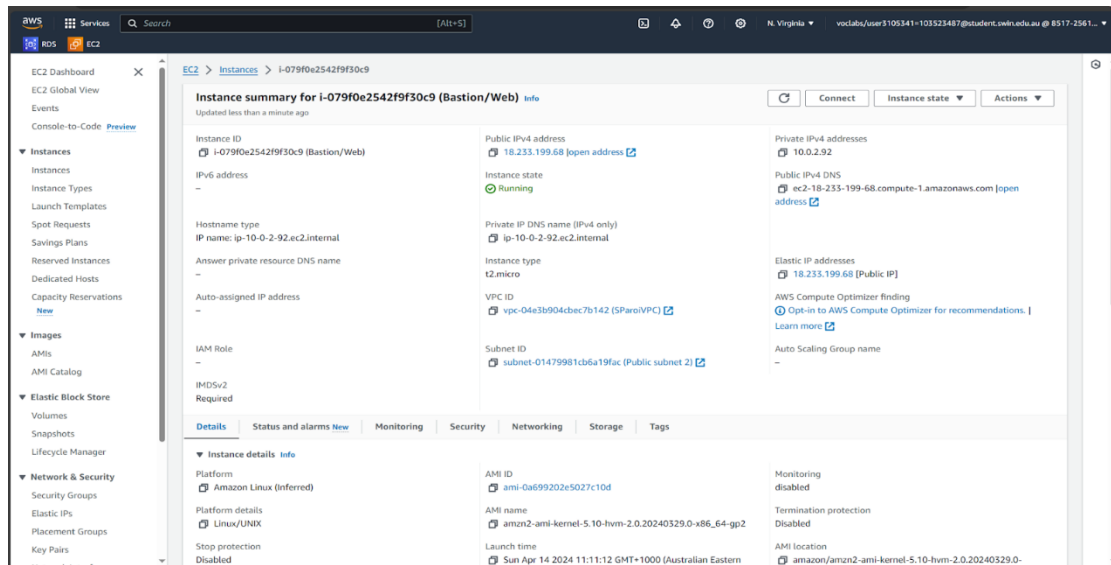 aws Services Search [Alt+S] N. Virginia voclabs/user3105341=103523487@student.swin.edu.au @ 8517-2561...
RDS EC2
EC2 Dashboard
EC2 Global View
Events
Console-to-Code Preview
Instances
Instances
Instance Types
Launch Templates
Spot Requests
Savings Plans
Reserved Instances
Dedicated Hosts
Capacity Reservations
New
Images
AMIs
AMI Catalog
Elastic Block Store
Volumes
Snapshots
Lifecycle Manager
Network & Security
Security Groups
Elastic IPs
Placement Groups
Key Pairs
EC2 > Instances > i-079f0e2542f9f30c9
Instance summary for i-079f0e2542f9f30c9 (Bastion/Web) Info
Updated less than a minute ago
Connect Instance state Actions
Instance ID
i-079f0e2542f9f30c9 (Bastion/Web)
Public IPv4 address
18.233.199.68 |open address
Private IPv4 addresses
10.0.2.92
IPv6 address
–
Instance state
Running
Public IPv4 DNS
ec2-18-233-199-68.compute-1.amazonaws.com |open
address
Hostname type
IP name: ip-10-0-2-92.ec2.internal
Private IP DNS name (IPv4 only)
ip-10-0-2-92.ec2.internal
Answer private resource DNS name
–
Instance type
t2.micro
Elastic IP addresses
18.233.199.68 [Public IP]
Auto-assigned IP address
–
VPC ID
vpc-04e3b904cbec7b142 (SParoiVPC)
AWS Compute Optimizer finding
Opt-in to AWS Compute Optimizer for recommendations. |
Learn more
IAM Role
–
Subnet ID
subnet-01479981cb6a19fac (Public subnet 2)
Auto Scaling Group name
–
IMDSv2
Required
Details Status and alarms New Monitoring Security Networking Storage Tags
Instance details Info
Platform
Amazon Linux (Inferred)
AMI ID
ami-0a699202e5027c10d
Monitoring
disabled
Platform details
Linux/UNIX
AMI name
amzn2-ami-kernel-5.10-hvm-2.0.20240329.0-x86_64-gp2
Termination protection
Disabled
Stop protection
Disabled
Launch time
Sun Apr 14 2024 11:11:12 GMT+1000 (Australian Eastern
AMI location
amazon/amzn2-ami-kernel-5.10-hvm-2.0.20240329.0-